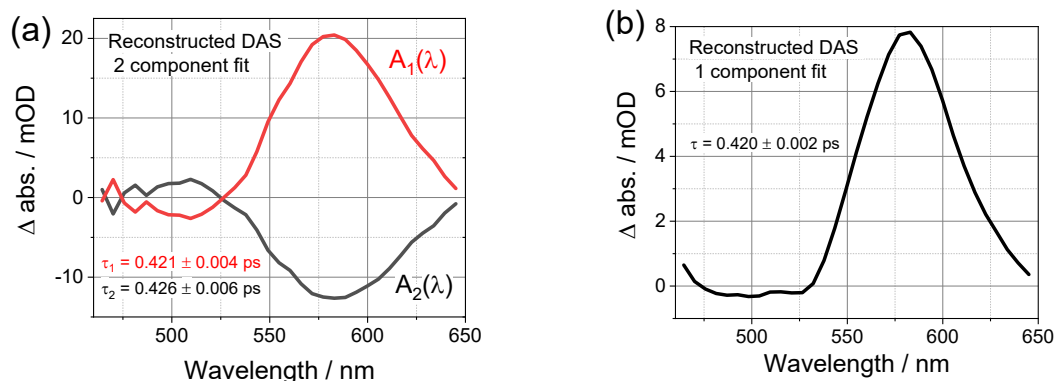 (a)
Reconstructed DAS
2 component fit
A₁(λ)
A₂(λ)
τ₁ = 0.421 ± 0.004 ps
τ₂ = 0.426 ± 0.006 ps
Δ abs. / mOD
20
10
0
-10
500
550
600
650
Wavelength / nm
(b)
Reconstructed DAS
1 component fit
τ = 0.420 ± 0.002 ps
Δ abs. / mOD
8
6
4
2
0
500
550
600
650
Wavelength / nm